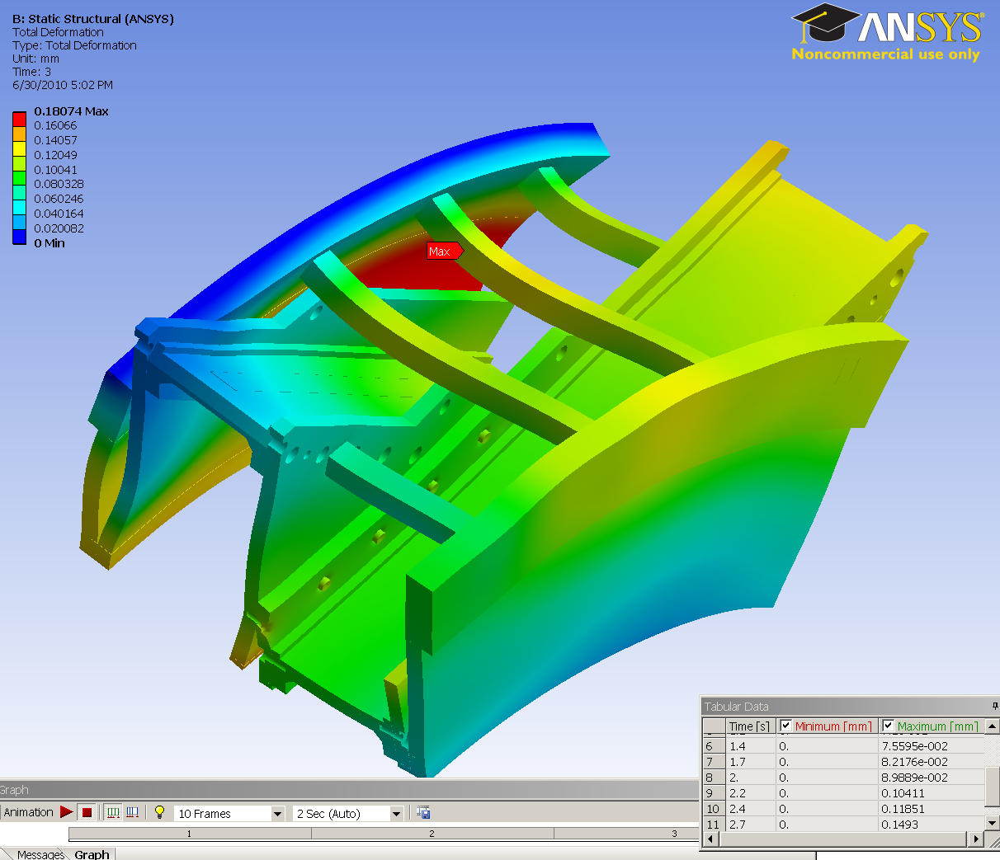 B: Static Structural (ANSYS)
Total Deformation
Type: Total Deformation
Unit: mm
Time: 3
6/30/2010 5:02 PM
ANSYS®
Noncommercial use only
0.18074 Max
0.16066
0.14057
0.12049
0.10041
0.080328
0.060246
0.040164
0.020082
0 Min
Max
Tabular Data
Time [s] Minimum [mm] Maximum [mm]
6 1.4 0. 7.5595e-002
7 1.7 0. 8.2176e-002
8 2. 0. 8.9889e-002
9 2.2 0. 0.10411
10 2.4 0. 0.11851
11 2.7 0. 0.1493
Graph
Animation 10 Frames 2 Sec (Auto)
1 2 3
Messages Graph